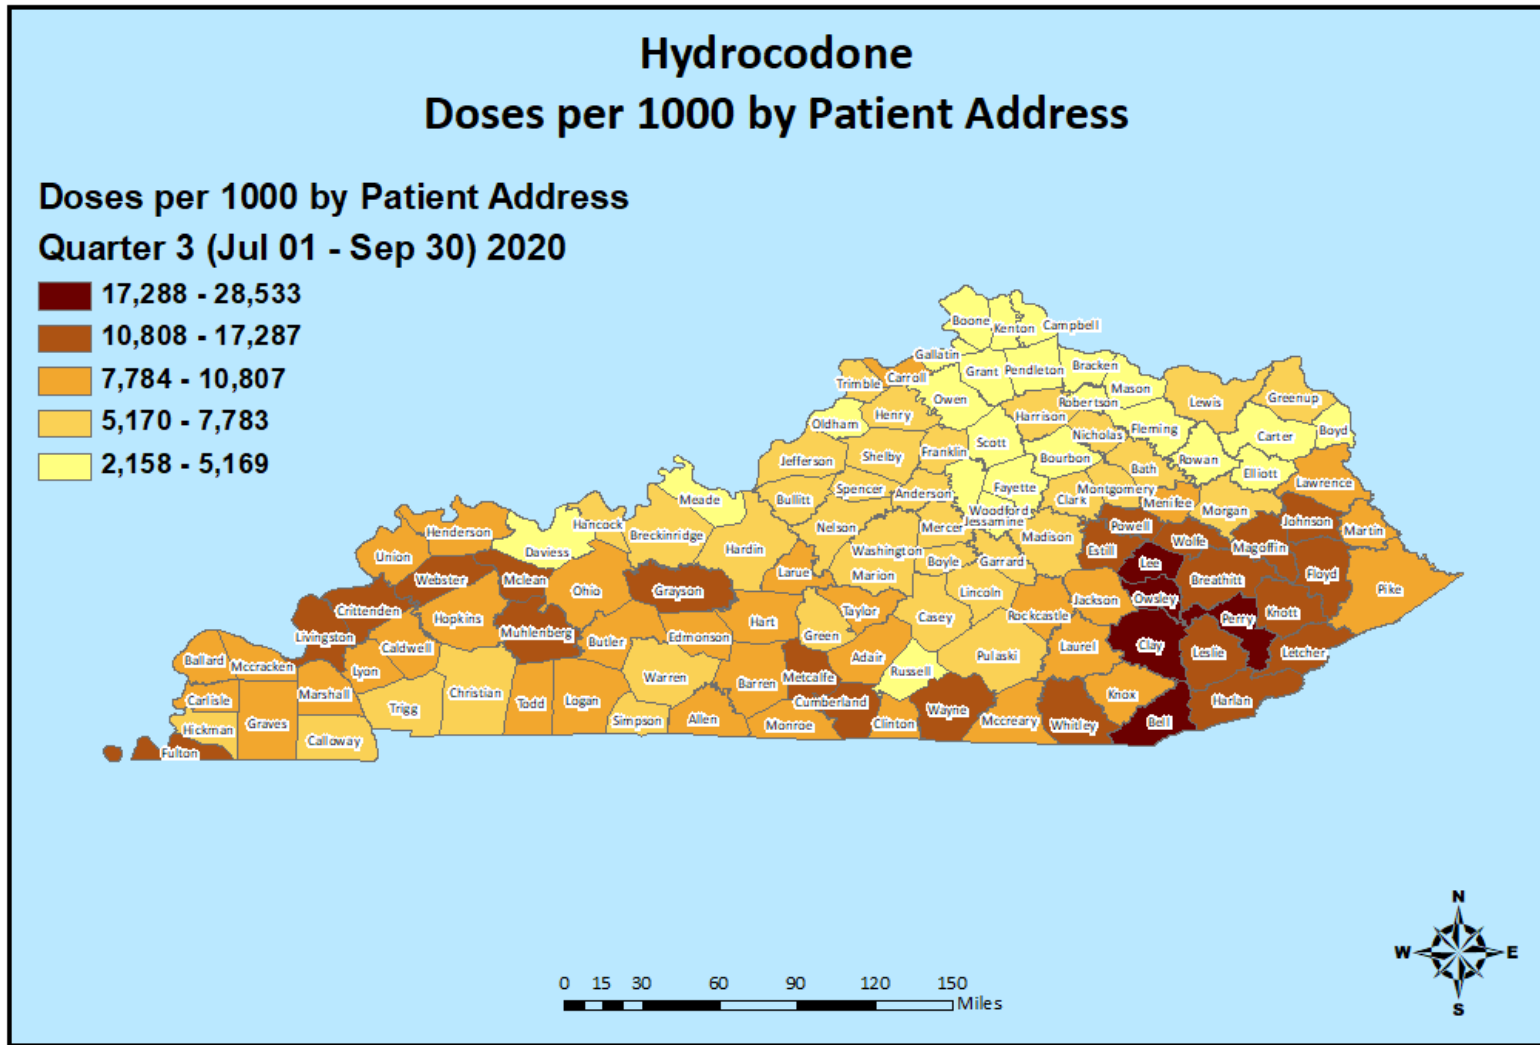 Hydrocodone
Doses per 1000 by Patient Address
Doses per 1000 by Patient Address
Quarter 3 (Jul 01 - Sep 30) 2020
17,288 - 28,533
10,808 - 17,287
7,784 - 10,807
5,170 - 7,783
2,158 - 5,169
Boone
Kenton
Campbell
Gallatin
Grant
Pendleton
Bracken
Trimble
Carroll
Mason
Owen
Robertson
Lewis
Greenup
Oldham
Henry
Harrison
Nicholas
Fleming
Carter
Boyd
Scott
Jefferson
Shelby
Franklin
Bourbon
Rowan
Elliott
Bath
Lawrence
Meade
Bullitt
Spencer
Anderson
Fayette
Clark
Montgomery
Menifee
Morgan
Woodford
Jessamine
Hancock
Henderson
Daviess
Breckinridge
Nelson
Mercer
Madison
Powell
Johnson
Martin
Union
Hardin
Washington
Boyle
Garrard
Estill
Wolfe
Magoffin
Webster
Mclean
Ohio
Grayson
Larue
Marion
Lee
Breathitt
Floyd
Pike
Crittenden
Hopkins
Hart
Taylor
Casey
Lincoln
Rockcastle
Jackson
Owsley
Perry
Knott
Livingston
Caldwell
Muhlenberg
Butler
Edmonson
Green
Adair
Pulaski
Laurel
Clay
Leslie
Letcher
Ballard
Mccracken
Lyon
Warren
Barren
Metcalfe
Russell
Carlisle
Marshall
Trigg
Christian
Todd
Logan
Simpson
Allen
Monroe
Cumberland
Clinton
Wayne
Mccreary
Whitley
Knox
Bell
Harlan
Hickman
Graves
Calloway
Fulton
N
W
E
S
0 15 30 60 90 120 150
Miles